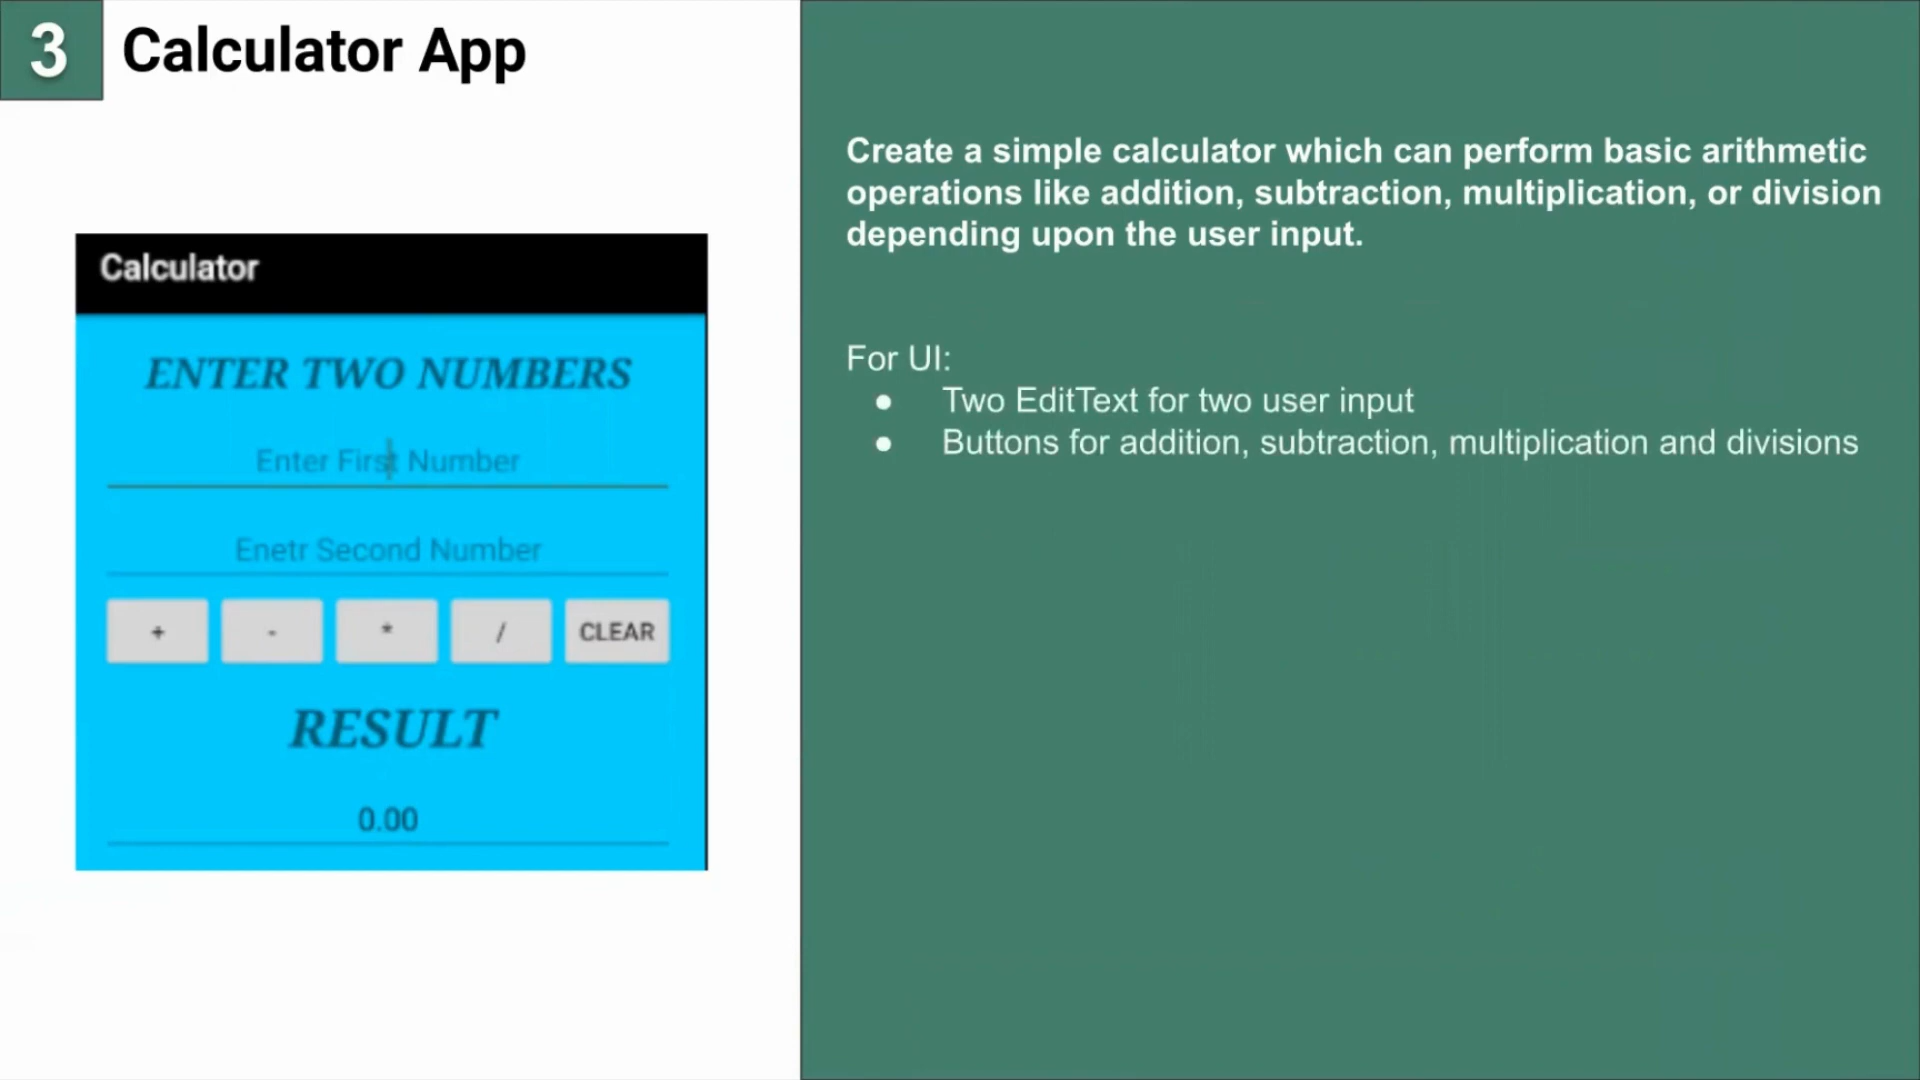 3 Calculator App
Calculator
ENTER TWO NUMBERS
Enter First Number
Enetr Second Number
+ - * / CLEAR
RESULT
0.00
Create a simple calculator which can perform basic arithmetic
operations like addition, subtraction, multiplication, or division
depending upon the user input.
For UI:
● Two EditText for two user input
● Buttons for addition, subtraction, multiplication and divisions